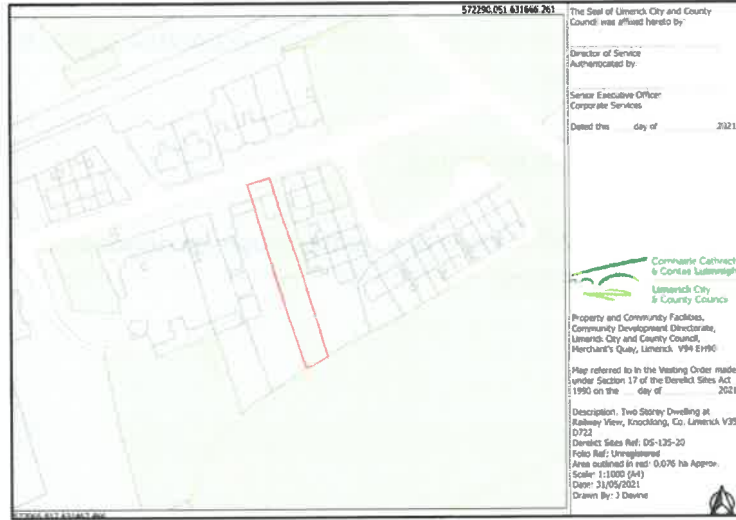 572290.051 631666.261
The Seal of Limerick City and County
Council was affixed hereto by
Director of Service
Authenticated by
Senior Executive Officer
Corporate Services
Dated this day of 2021
Comhairle Cathrach
& Contae Luimnigh
Limerick City
& County Council
Property and Community Facilities,
Community Development Directorate,
Limerick City and County Council,
Merchant's Quay, Limerick V94 EH90
Map referred to in the Vesting Order made
under Section 17 of the Derelict Sites Act
1990 on the day of 2021
Description: Two Storey Dwelling at
Railway View, Knocklong, Co. Limerick V35
D722
Derelict Sites Ref: DS-135-20
Folio Ref: Unregistered
Area outlined in red: 0.076 ha Approx.
Scale: 1:1000 (A4)
Date: 31/05/2021
Drawn By: J Devine